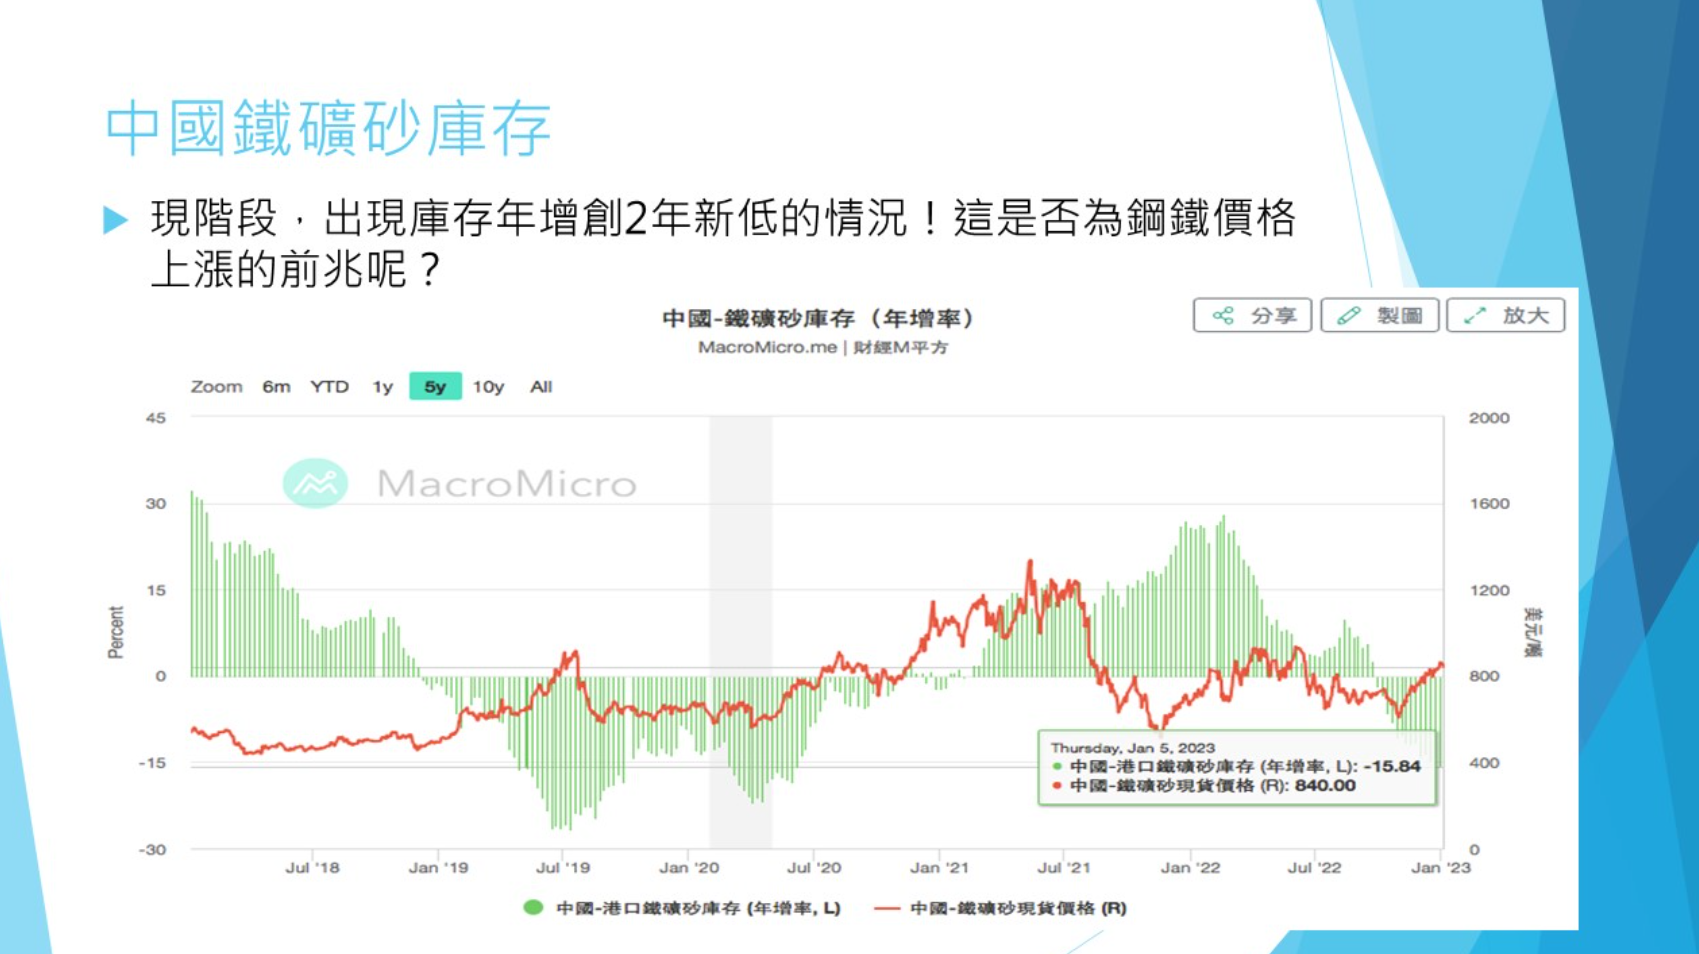 中國鐵礦砂庫存
現階段，出現庫存年增創2年新低的情況！這是否為鋼鐵價格
上漲的前兆呢？
中國-鐵礦砂庫存（年增率）
MacroMicro.me | 財經M平方
分享
製圖
放大
Zoom 6m YTD 1y 5y 10y All
45
30
15
0
-15
-30
Percent
MacroMicro
2000
1600
1200
800
400
0
美元/噸
Thursday, Jan 5, 2023
中國-港口鐵礦砂庫存 (年增率, L): -15.84
中國-鐵礦砂現貨價格 (R): 840.00
Jul '18 Jan '19 Jul '19 Jan '20 Jul '20 Jan '21 Jul '21 Jan '22 Jul '22 Jan '23
中國-港口鐵礦砂庫存 (年增率, L) 中國-鐵礦砂現貨價格 (R)